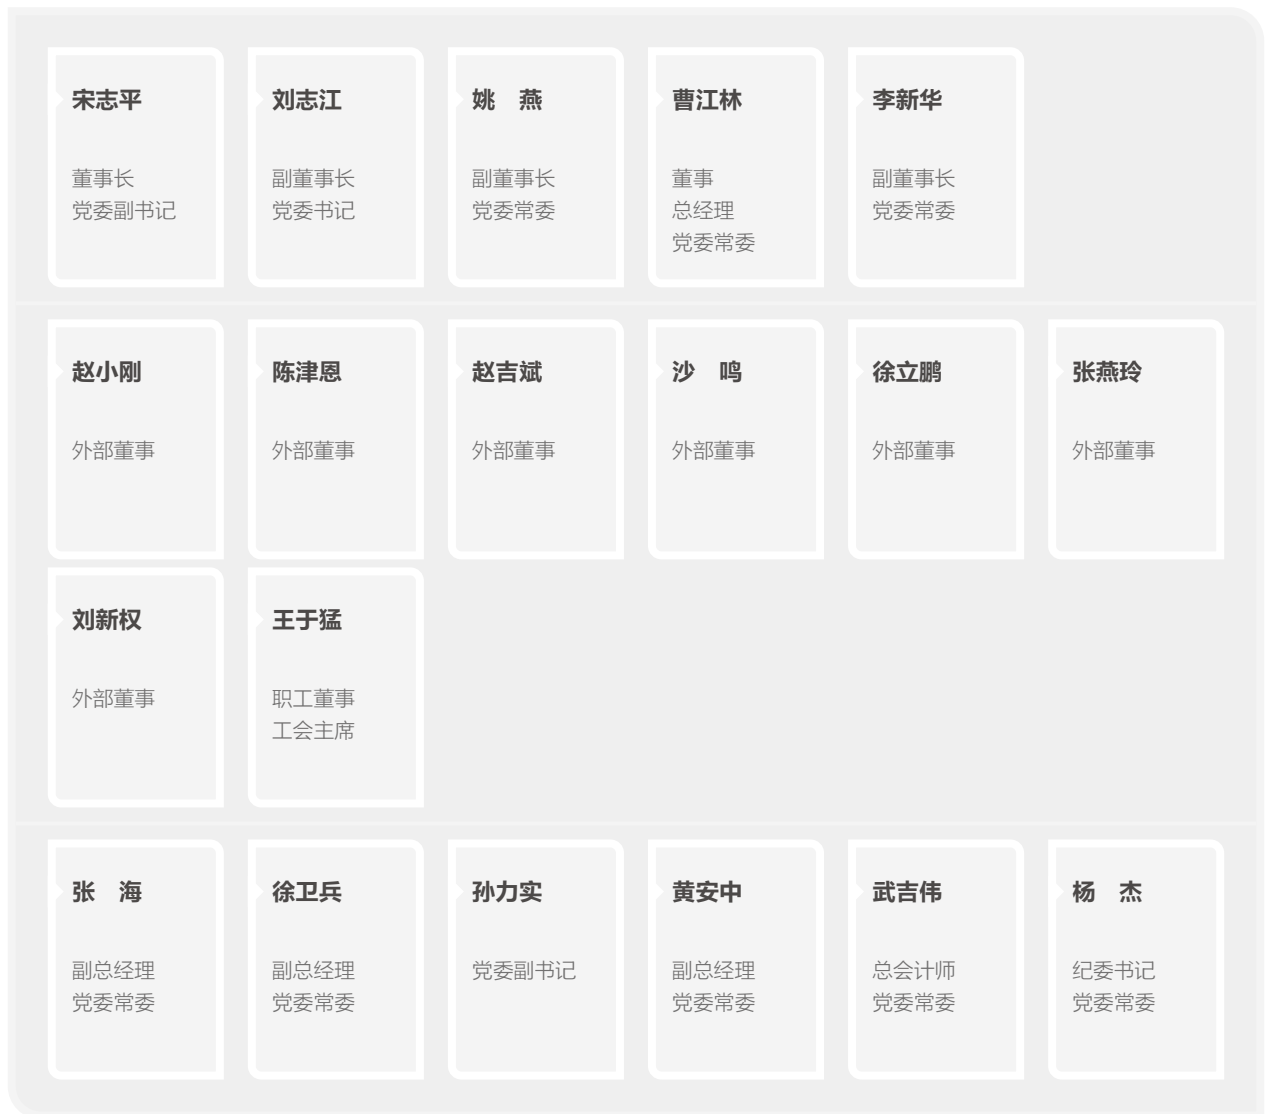 宋志平
董事长
党委副书记
刘志江
副董事长
党委书记
姚　燕
副董事长
党委常委
曹江林
董事
总经理
党委常委
李新华
副董事长
党委常委
赵小刚
外部董事
陈津恩
外部董事
赵吉斌
外部董事
沙　鸣
外部董事
徐立鹏
外部董事
张燕玲
外部董事
刘新权
外部董事
王于猛
职工董事
工会主席
张　海
副总经理
党委常委
徐卫兵
副总经理
党委常委
孙力实
党委副书记
黄安中
副总经理
党委常委
武吉伟
总会计师
党委常委
杨　杰
纪委书记
党委常委